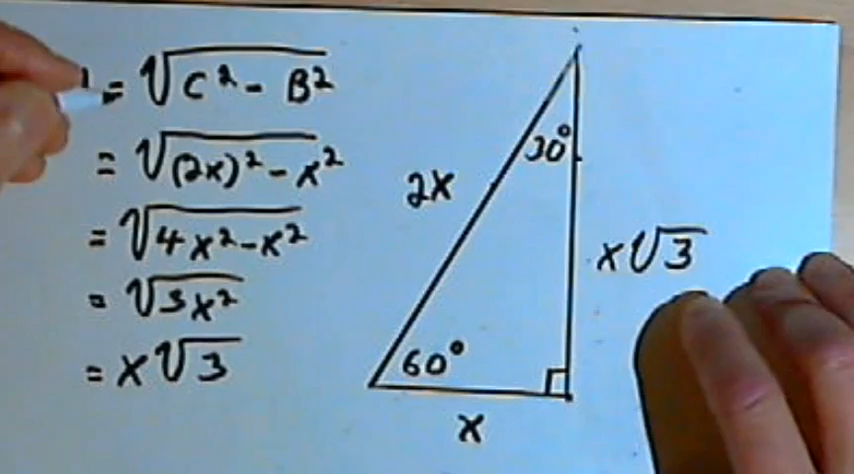 = √(C² - B²)
= √((2x)² - x²)
= √(4x² - x²)
= √(3x²)
= x√3
30°
2x
x√3
60°
x